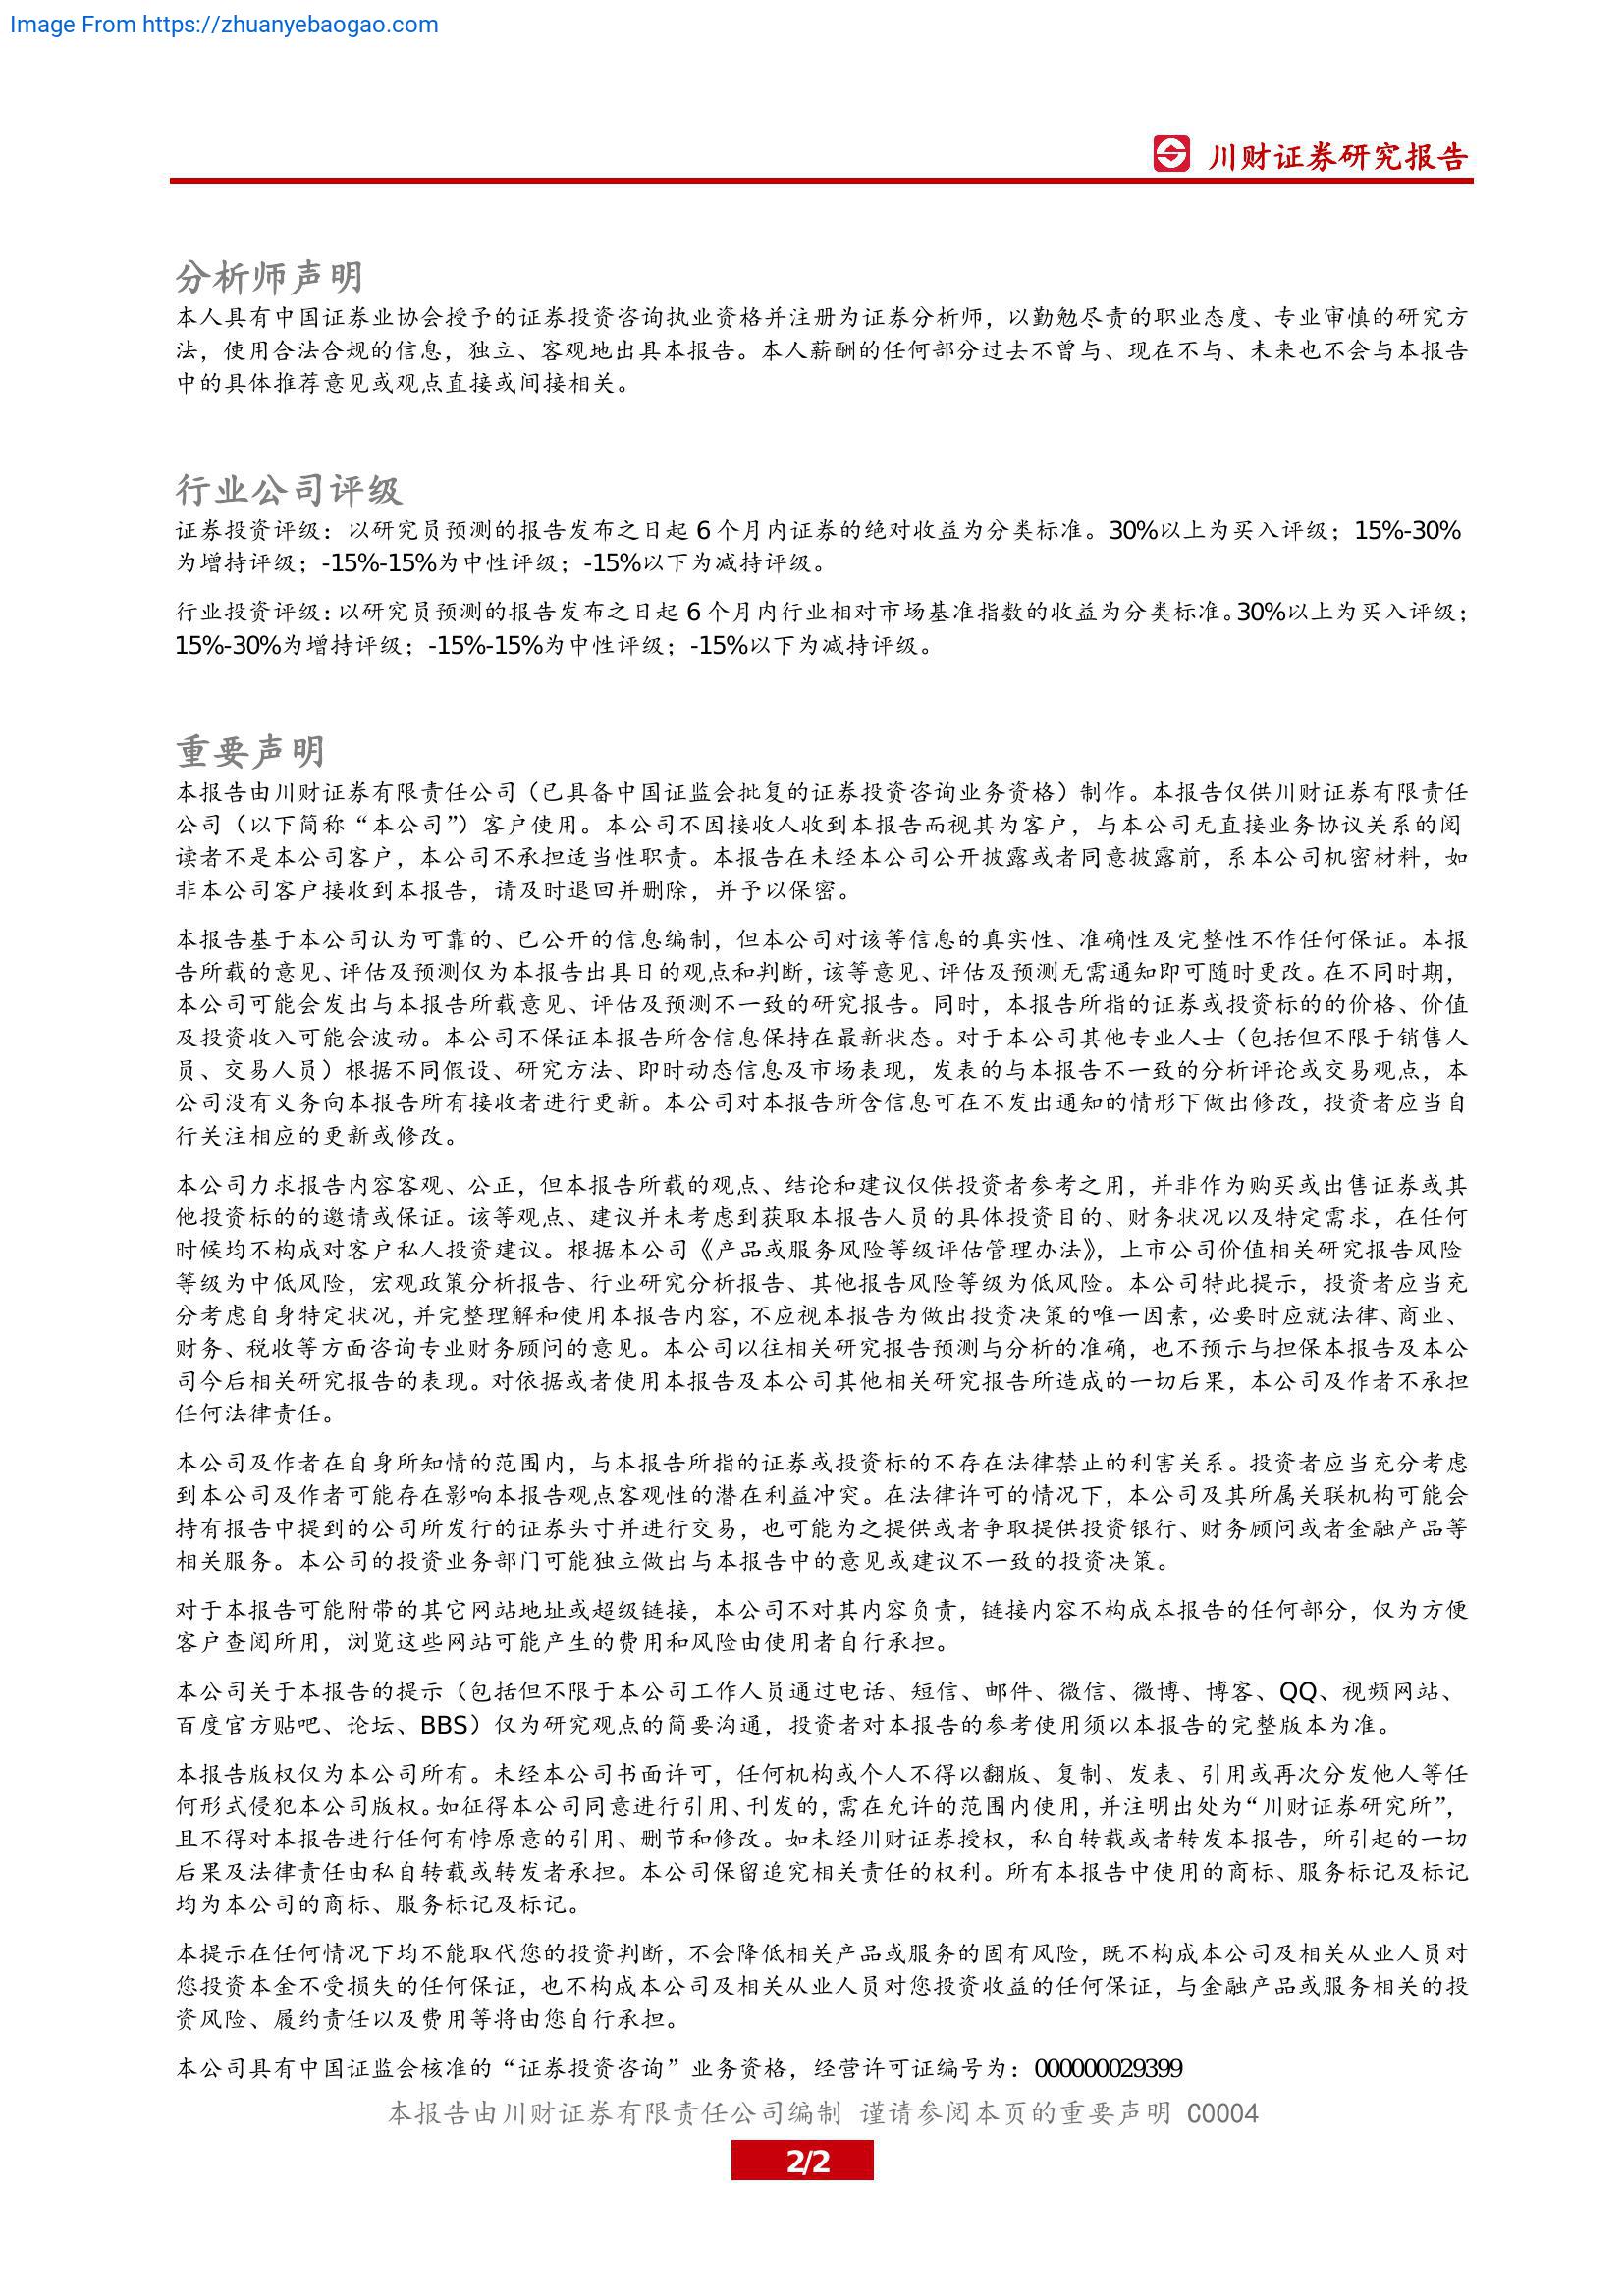 Image From https://zhuanyebaogao.com
川财证券研究报告
分析师声明
本人具有中国证券业协会授予的证券投资咨询执业资格并注册为证券分析师，以勤勉尽责的职业态度、专业审慎的研究方
法，使用合法合规的信息，独立、客观地出具本报告。本人薪酬的任何部分过去不曾与、现在不与、未来也不会与本报告
中的具体推荐意见或观点直接或间接相关。
行业公司评级
证券投资评级：以研究员预测的报告发布之日起 6 个月内证券的绝对收益为分类标准。30%以上为买入评级；15%-30%
为增持评级；-15%-15%为中性评级；-15%以下为减持评级。
行业投资评级：以研究员预测的报告发布之日起 6 个月内行业相对市场基准指数的收益为分类标准。30%以上为买入评级；
15%-30%为增持评级；-15%-15%为中性评级；-15%以下为减持评级。
重要声明
本报告由川财证券有限责任公司（已具备中国证监会批复的证券投资咨询业务资格）制作。本报告仅供川财证券有限责任
公司（以下简称“本公司”）客户使用。本公司不因接收人收到本报告而视其为客户，与本公司无直接业务协议关系的阅
读者不是本公司客户，本公司不承担适当性职责。本报告在未经本公司公开披露或者同意披露前，系本公司机密材料，如
非本公司客户接收到本报告，请及时退回并删除，并予以保密。
本报告基于本公司认为可靠的、已公开的信息编制，但本公司对该等信息的真实性、准确性及完整性不作任何保证。本报
告所载的意见、评估及预测仅为本报告出具日的观点和判断，该等意见、评估及预测无需通知即可随时更改。在不同时期，
本公司可能会发出与本报告所载意见、评估及预测不一致的研究报告。同时，本报告所指的证券或投资标的的价格、价值
及投资收入可能会波动。本公司不保证本报告所含信息保持在最新状态。对于本公司其他专业人士（包括但不限于销售人
员、交易人员）根据不同假设、研究方法、即时动态信息及市场表现，发表的与本报告不一致的分析评论或交易观点，本
公司没有义务向本报告所有接收者进行更新。本公司对本报告所含信息可在不发出通知的情形下做出修改，投资者应当自
行关注相应的更新或修改。
本公司力求报告内容客观、公正，但本报告所载的观点、结论和建议仅供投资者参考之用，并非作为购买或出售证券或其
他投资标的的邀请或保证。该等观点、建议并未考虑到获取本报告人员的具体投资目的、财务状况以及特定需求，在任何
时候均不构成对客户私人投资建议。根据本公司《产品或服务风险等级评估管理办法》，上市公司价值相关研究报告风险
等级为中低风险，宏观政策分析报告、行业研究分析报告、其他报告风险等级为低风险。本公司特此提示，投资者应当充
分考虑自身特定状况，并完整理解和使用本报告内容，不应视本报告为做出投资决策的唯一因素，必要时应就法律、商业、
财务、税收等方面咨询专业财务顾问的意见。本公司以往相关研究报告预测与分析的准确，也不预示与担保本报告及本公
司今后相关研究报告的表现。对依据或者使用本报告及本公司其他相关研究报告所造成的一切后果，本公司及作者不承担
任何法律责任。
本公司及作者在自身所知情的范围内，与本报告所指的证券或投资标的不存在法律禁止的利害关系。投资者应当充分考虑
到本公司及作者可能存在影响本报告观点客观性的潜在利益冲突。在法律许可的情况下，本公司及其所属关联机构可能会
持有报告中提到的公司所发行的证券头寸并进行交易，也可能为之提供或者争取提供投资银行、财务顾问或者金融产品等
相关服务。本公司的投资业务部门可能独立做出与本报告中的意见或建议不一致的投资决策。
对于本报告可能附带的其它网站地址或超级链接，本公司不对其内容负责，链接内容不构成本报告的任何部分，仅为方便
客户查阅所用，浏览这些网站可能产生的费用和风险由使用者自行承担。
本公司关于本报告的提示（包括但不限于本公司工作人员通过电话、短信、邮件、微信、微博、博客、QQ、视频网站、
百度官方贴吧、论坛、BBS）仅为研究观点的简要沟通，投资者对本报告的参考使用须以本报告的完整版本为准。
本报告版权仅为本公司所有。未经本公司书面许可，任何机构或个人不得以翻版、复制、发表、引用或再次分发他人等任
何形式侵犯本公司版权。如征得本公司同意进行引用、刊发的，需在允许的范围内使用，并注明出处为“川财证券研究所”，
且不得对本报告进行任何有悖原意的引用、删节和修改。如未经川财证券授权，私自转载或者转发本报告，所引起的一切
后果及法律责任由私自转载或转发者承担。本公司保留追究相关责任的权利。所有本报告中使用的商标、服务标记及标记
均为本公司的商标、服务标记及标记。
本提示在任何情况下均不能取代您的投资判断，不会降低相关产品或服务的固有风险，既不构成本公司及相关从业人员对
您投资本金不受损失的任何保证，也不构成本公司及相关从业人员对您投资收益的任何保证，与金融产品或服务相关的投
资风险、履约责任以及费用等将由您自行承担。
本公司具有中国证监会核准的“证券投资咨询”业务资格，经营许可证编号为：000000029399
本报告由川财证券有限责任公司编制 谨请参阅本页的重要声明 C0004
2/2